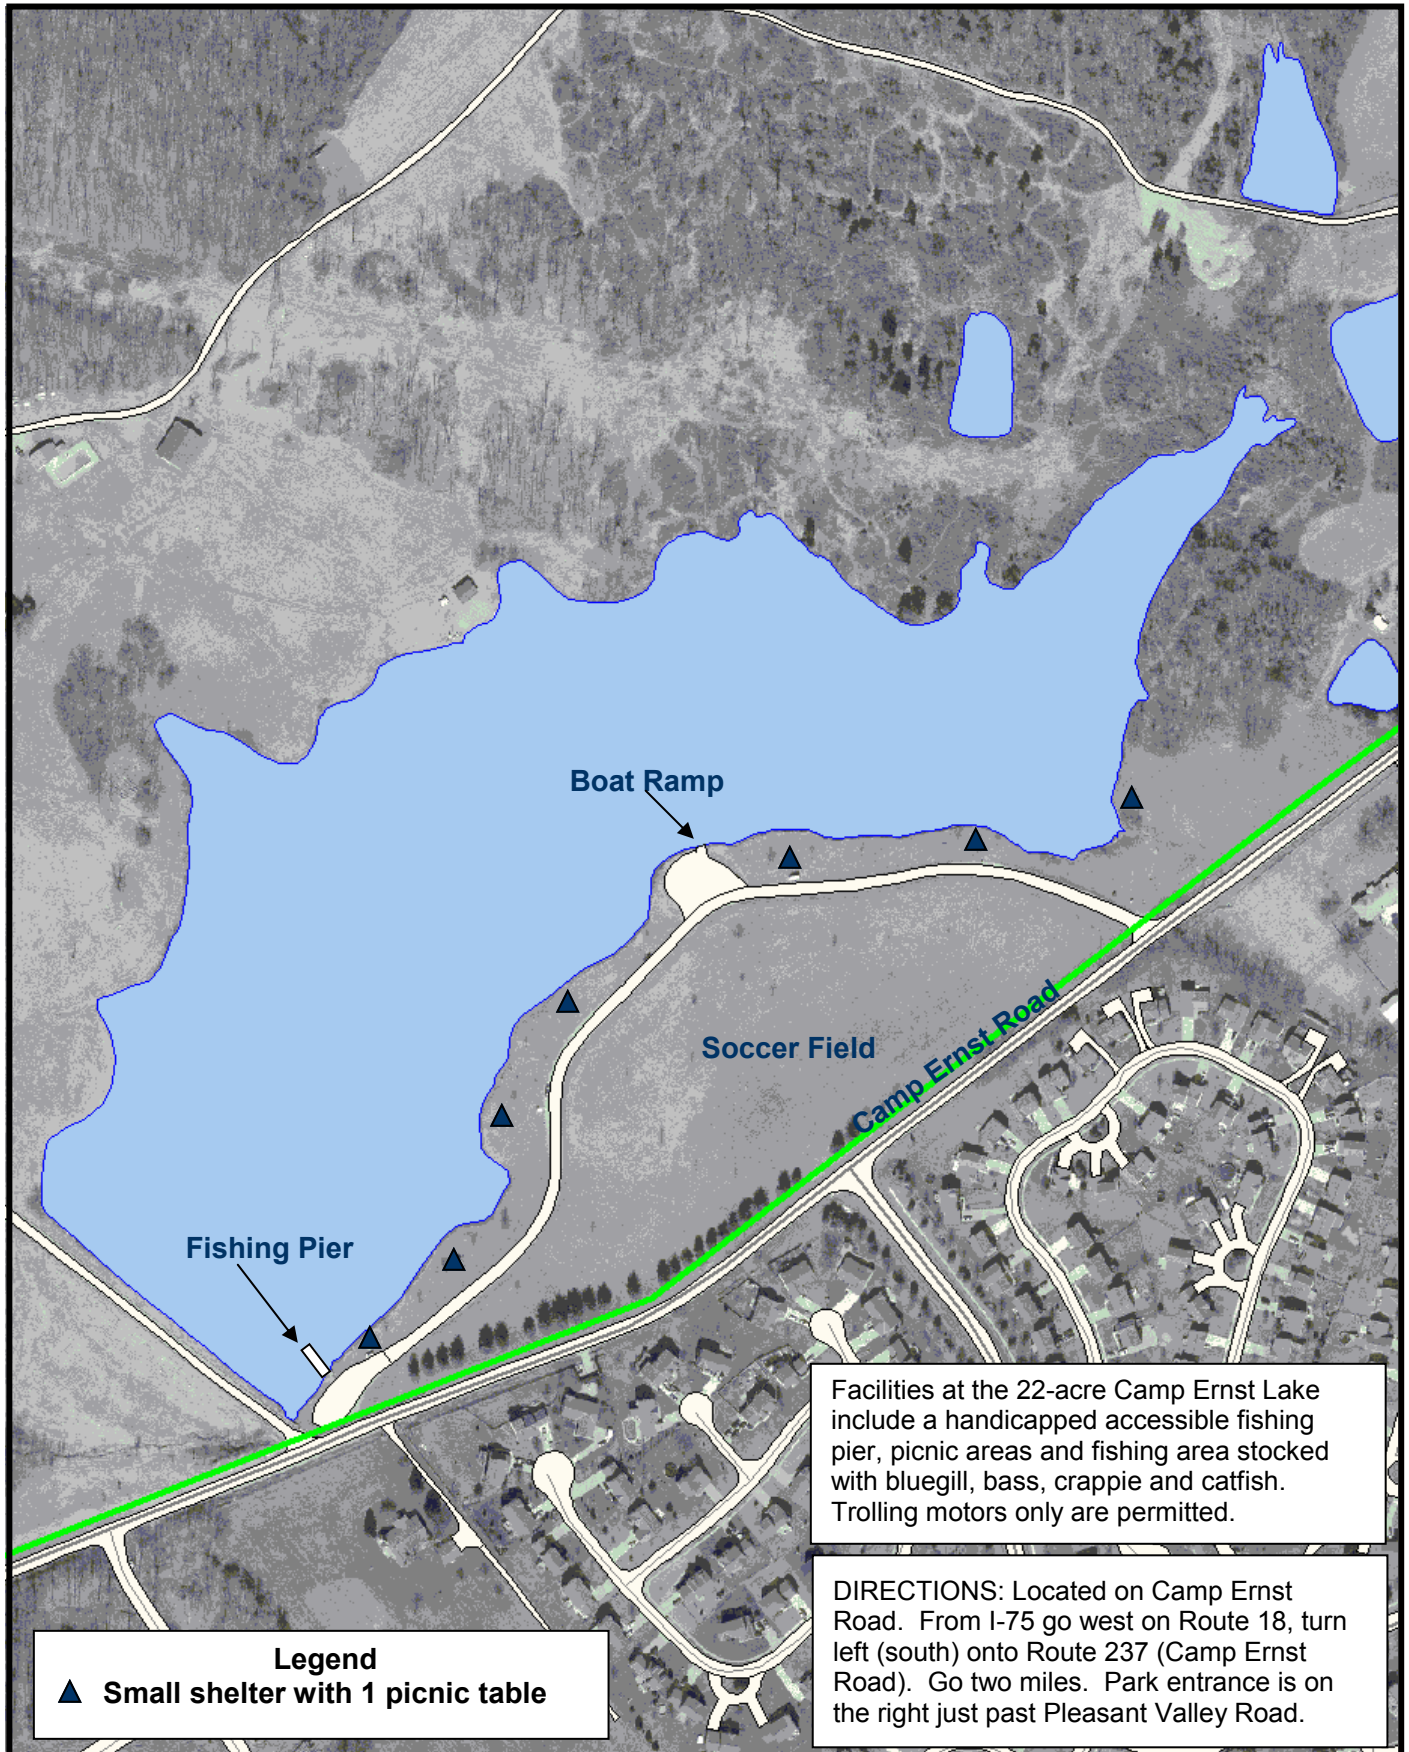 Boat Ramp
Soccer Field
Camp Ernst Road
Fishing Pier
Facilities at the 22-acre Camp Ernst Lake
include a handicapped accessible fishing
pier, picnic areas and fishing area stocked
with bluegill, bass, crappie and catfish.
Trolling motors only are permitted.
DIRECTIONS: Located on Camp Ernst
Road. From I-75 go west on Route 18, turn
left (south) onto Route 237 (Camp Ernst
Road). Go two miles. Park entrance is on
the right just past Pleasant Valley Road.
Legend
Small shelter with 1 picnic table